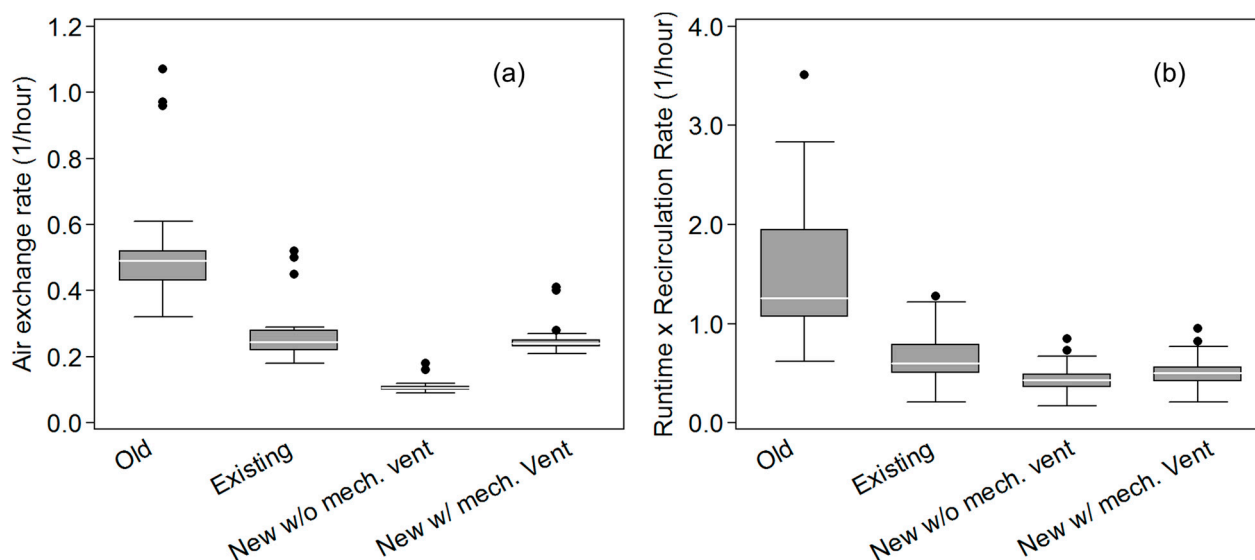 Air exchange rate (1/hour)
1.2
1.0
0.8
0.6
0.4
0.2
0.0
(a)
Old
Existing
New w/o mech. vent
New w/ mech. Vent
Runtime x Recirculation Rate (1/hour)
4.0
3.0
2.0
1.0
0.0
(b)
Old
Existing
New w/o mech. vent
New w/ mech. Vent